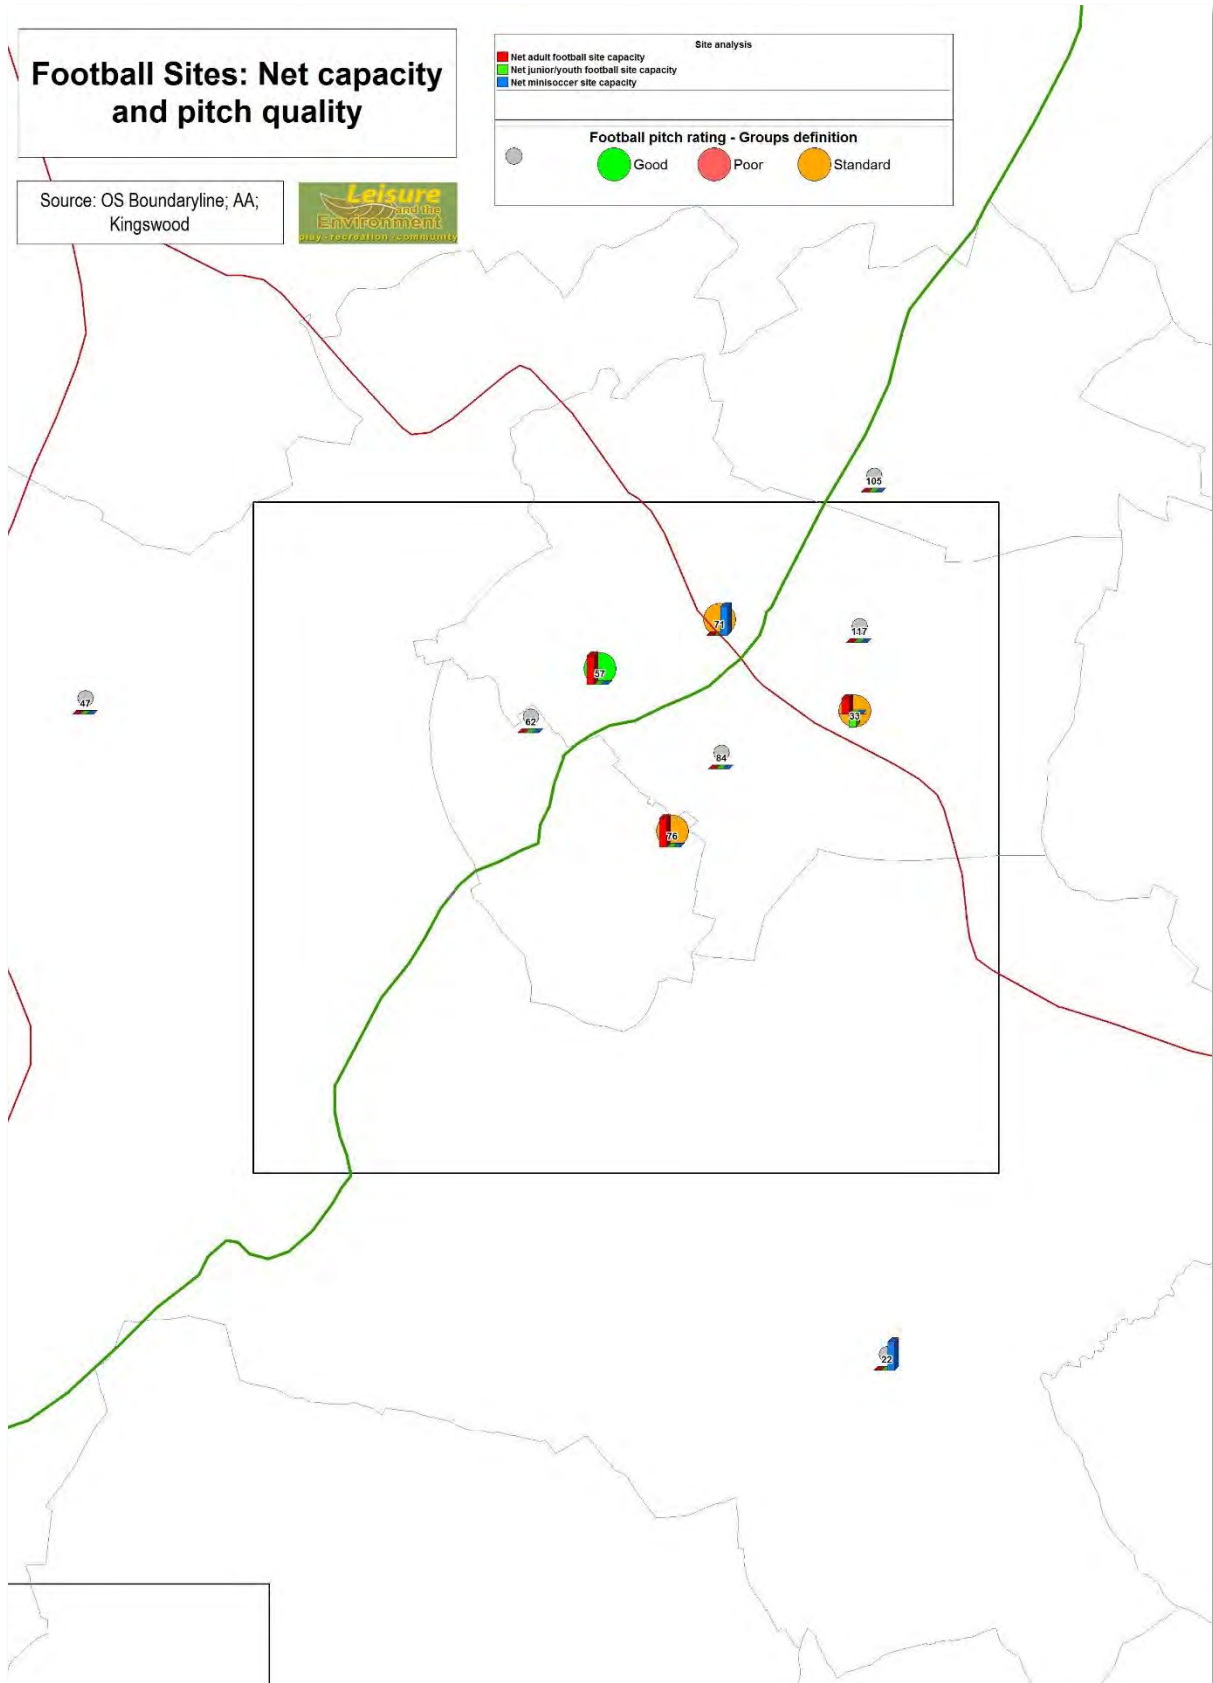 Football Sites: Net capacity
and pitch quality
Source: OS Boundaryline; AA;
Kingswood
Leisure
and the
Environment
play - recreation - community
Site analysis
Net adult football site capacity
Net junior/youth football site capacity
Net minisoccer site capacity
Football pitch rating - Groups definition
Good
Poor
Standard
105
71
117
57
47
62
33
84
76
22